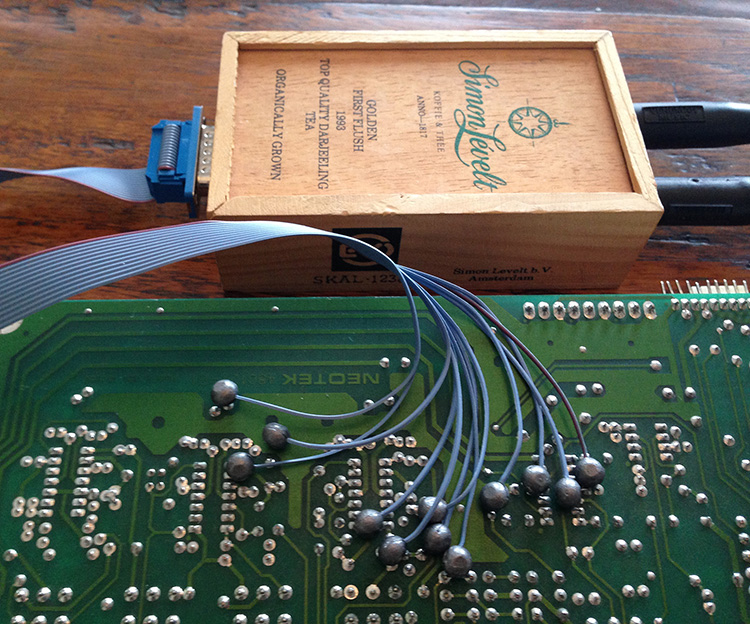 Simon Levelt
KOFFIE & THEE
ANNO—1817
GOLDEN
FIRST FLUSH
1993
TOP QUALITY DARJEELING
TEA
ORGANICALLY GROWN
SKAL·123
Simon Levelt b.V.
Amsterdam
NEOTEK